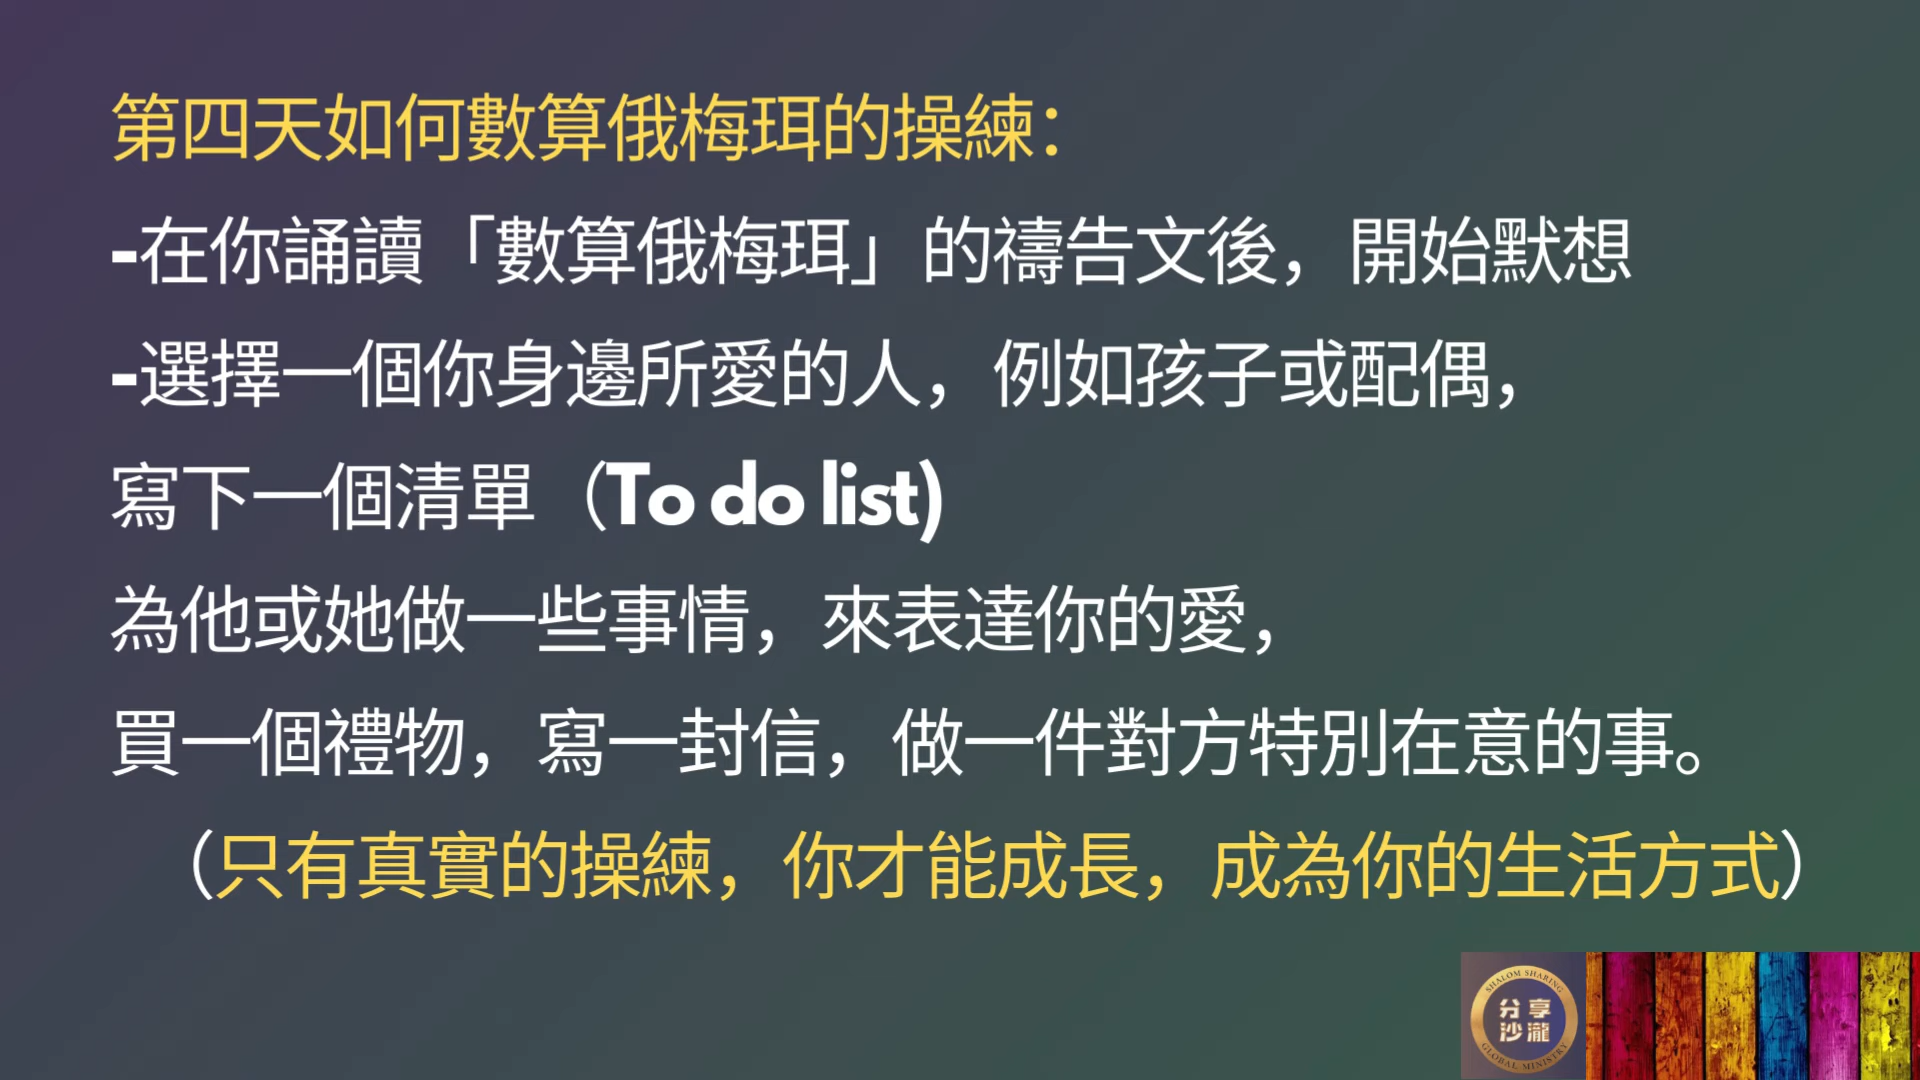 第四天如何數算俄梅珥的操練：
-在你誦讀「數算俄梅珥」的禱告文後，開始默想
-選擇一個你身邊所愛的人，例如孩子或配偶，
寫下一個清單（To do list)
為他或她做一些事情，來表達你的愛，
買一個禮物，寫一封信，做一件對方特別在意的事。
（只有真實的操練，你才能成長，成為你的生活方式）
SHALOM SHARING
分享
沙瀧
GLOBAL MINISTRY